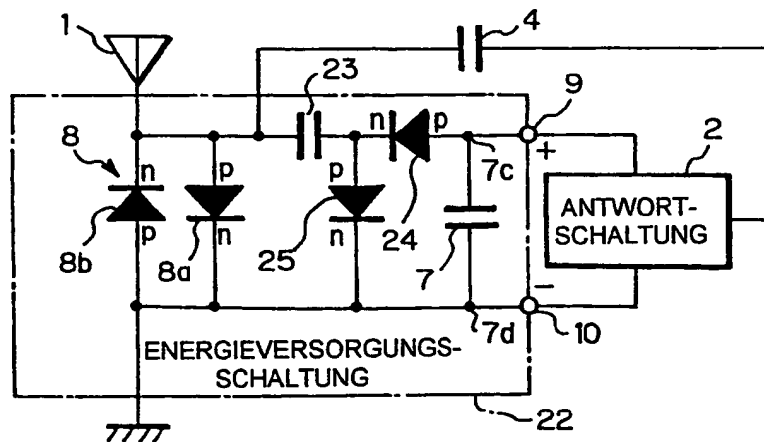 1
4
23
9
8
n
p
n
p
7c
+
2
ANTWORT-
SCHALTUNG
p
p
8b
n
8a
25
n
24
7
−
7d
10
ENERGIEVERSORGUNGS-
SCHALTUNG
22